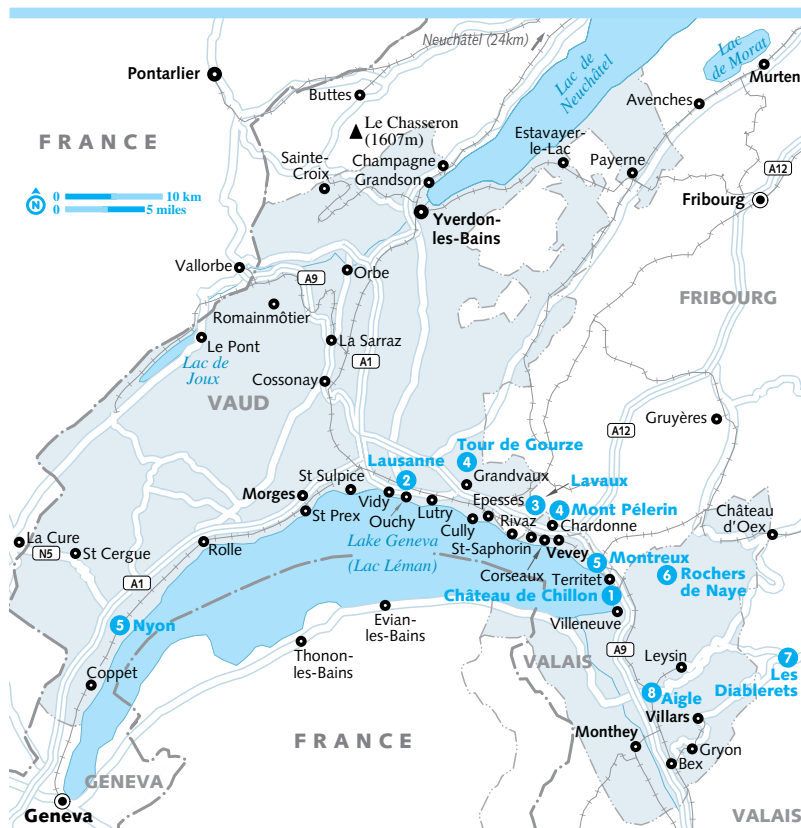 Neuchâtel (24km)
Lac de
Neuchâtel
Lac
de Morat
Pontarlier
Murten
Buttes
Avenches
Le Chasseron
(1607m)
FRANCE
Estavayer-
le-Lac
Sainte-
Croix
Champagne
Payerne
A12
Grandson
0
10 km
N
0
5 miles
Fribourg
Yverdon-
les-Bains
Vallorbe
Orbe
A9
FRIBOURG
Romainmôtier
Le Pont
La Sarraz
Lac de
Joux
A1
Cossonay
VAUD
Gruyères
A12
Tour de Gourze
4
Lausanne
2
Grandvaux
Lavaux
St Sulpice
Morges
Vidy
Epesses
3
4
Mont Pélerin
St Prex
Ouchy
Lutry
Rivaz
Chardonne
Château
d'Oex
Cully
La Cure
N5
St Cergue
Rolle
Lake Geneva
(Lac Léman)
St-Saphorin
Vevey
Corseaux
5
Montreux
A1
Territet
6
Rochers
de Naye
Château de Chillon
1
Evian-
les-Bains
Villeneuve
5
Nyon
Thonon-
les-Bains
VALAIS
A9
Leysin
7
Les
Diablerets
Coppet
8
Aigle
Villars
FRANCE
Monthey
Gryon
Bex
GENEVA
Geneva
VALAIS